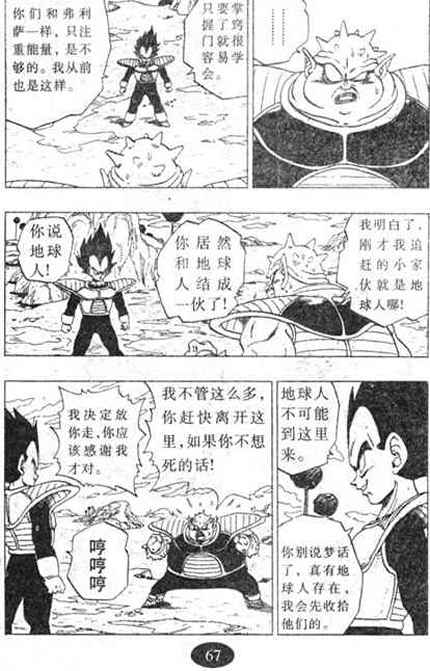 ……
只要掌
握了窍
门就很
容易学
会。
你们和弗利
萨一样，只注
重能量，是不
够的。我从前
也是这样。
我明白了，
刚才我追
赶的小家
伙就是地
球人哪!
你居然
和地球
人结成
一伙了!
你说
地球
人!
地球人
不可能
到这里
来。
你别说梦话
了，真有地
球人存在，
我会先收拾
他们的。
我不管这么多，
你赶快离开这
里，如果你不想
死的话!
我决定放
你走，你应
该感谢我
才对。
哼
哼
哼
67